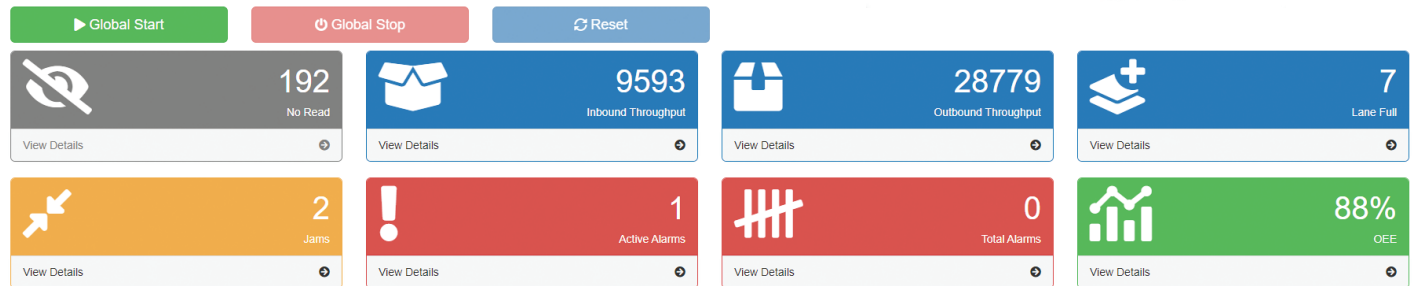 Global Start
Global Stop
Reset
192
No Read
View Details
9593
Inbound Throughput
View Details
28779
Outbound Throughput
View Details
7
Lane Full
View Details
2
Jams
View Details
1
Active Alarms
View Details
0
Total Alarms
View Details
88%
OEE
View Details